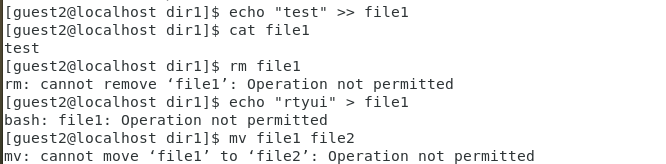 [guest2@localhost dir1]$ echo "test" >> file1
[guest2@localhost dir1]$ cat file1
test
[guest2@localhost dir1]$ rm file1
rm: cannot remove ‘file1’: Operation not permitted
[guest2@localhost dir1]$ echo "rtyui" > file1
bash: file1: Operation not permitted
[guest2@localhost dir1]$ mv file1 file2
mv: cannot move ‘file1’ to ‘file2’: Operation not permitted